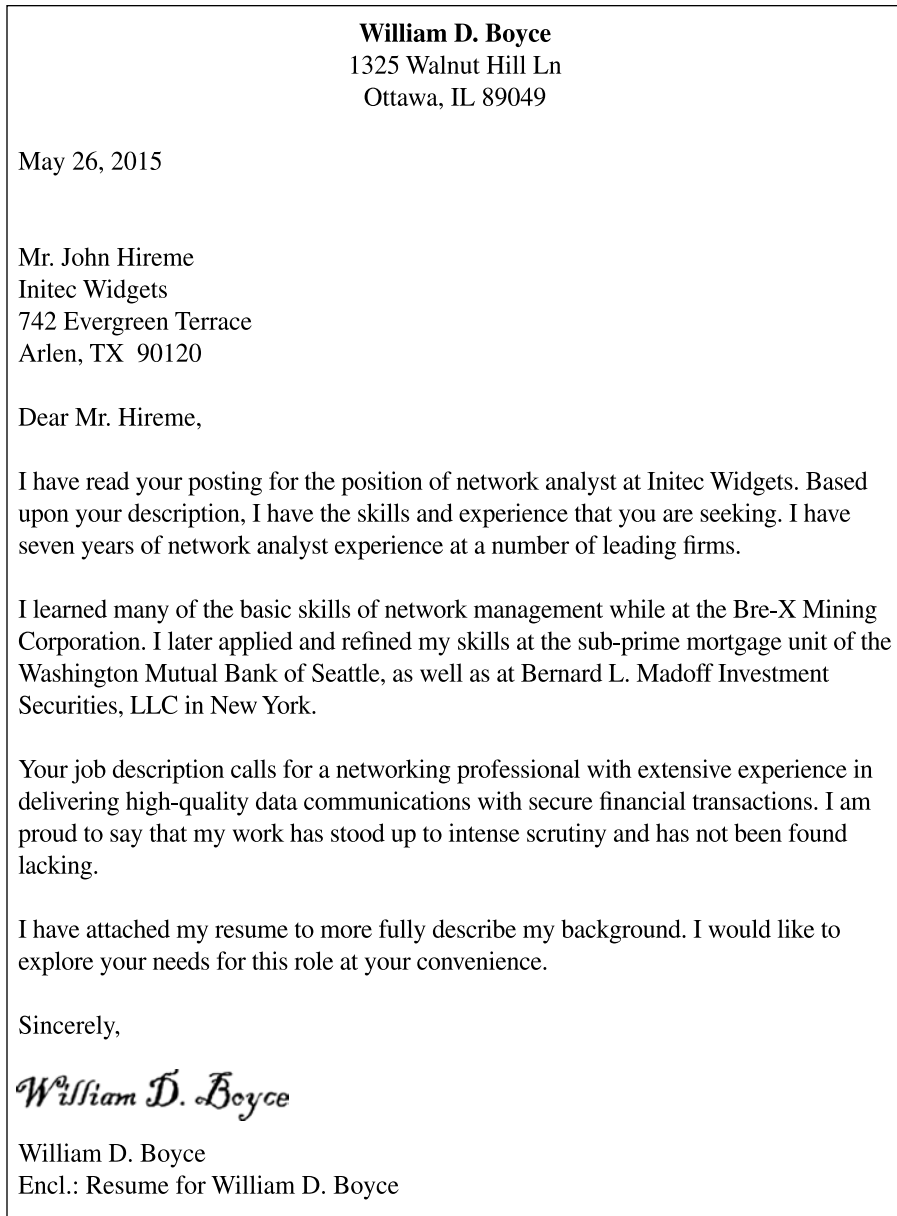 William D. Boyce
1325 Walnut Hill Ln
Ottawa, IL 89049
May 26, 2015
Mr. John Hireme
Initec Widgets
742 Evergreen Terrace
Arlen, TX  90120
Dear Mr. Hireme,
I have read your posting for the position of network analyst at Initec Widgets. Based
upon your description, I have the skills and experience that you are seeking. I have
seven years of network analyst experience at a number of leading firms.
I learned many of the basic skills of network management while at the Bre-X Mining
Corporation. I later applied and refined my skills at the sub-prime mortgage unit of the
Washington Mutual Bank of Seattle, as well as at Bernard L. Madoff Investment
Securities, LLC in New York.
Your job description calls for a networking professional with extensive experience in
delivering high-quality data communications with secure financial transactions. I am
proud to say that my work has stood up to intense scrutiny and has not been found
lacking.
I have attached my resume to more fully describe my background. I would like to
explore your needs for this role at your convenience.
Sincerely,
William D. Boyce
William D. Boyce
Encl.: Resume for William D. Boyce